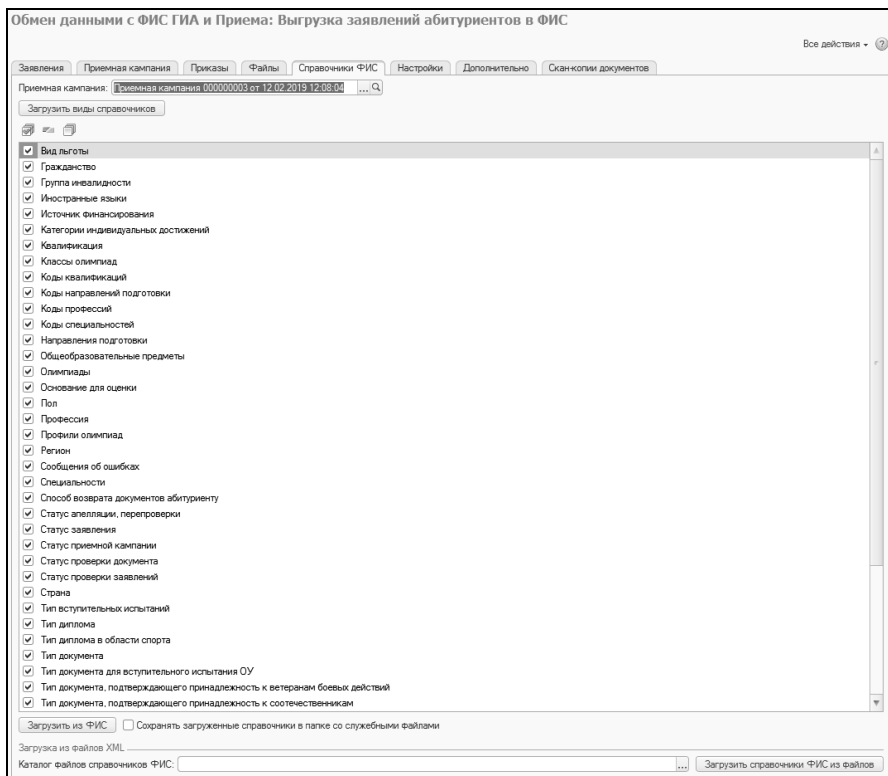 Обмен данными с ФИС ГИА и Приема: Выгрузка заявлений абитуриентов в ФИС
Все действия
?
Заявления Приемная кампания Приказы Файлы Справочники ФИС Настройки Дополнительно Скан-копии документов
Приемная кампания: Приемная кампания 000000003 от 12.02.2019 12:08:04 ...
Загрузить виды справочников
Вид льготы
Гражданство
Группа инвалидности
Иностранные языки
Источник финансирования
Категории индивидуальных достижений
Квалификация
Классы олимпиад
Коды квалификаций
Коды направлений подготовки
Коды профессий
Коды специальностей
Направления подготовки
Общеобразовательные предметы
Олимпиады
Основание для оценки
Пол
Профессия
Профили олимпиад
Регион
Сообщения об ошибках
Специальности
Способ возврата документов абитуриенту
Статус апелляции, перепроверки
Статус заявления
Статус приемной кампании
Статус проверки документа
Статус проверки заявлений
Страна
Тип вступительных испытаний
Тип диплома
Тип диплома в области спорта
Тип документа
Тип документа для вступительного испытания ОУ
Тип документа, подтверждающего принадлежность к ветеранам боевых действий
Тип документа, подтверждающего принадлежность к соотечественникам
Загрузить из ФИС Сохранять загруженные справочники в папке со служебными файлами
Загрузка из файлов XML
Каталог файлов справочников ФИС: ... Загрузить справочники ФИС из файлов